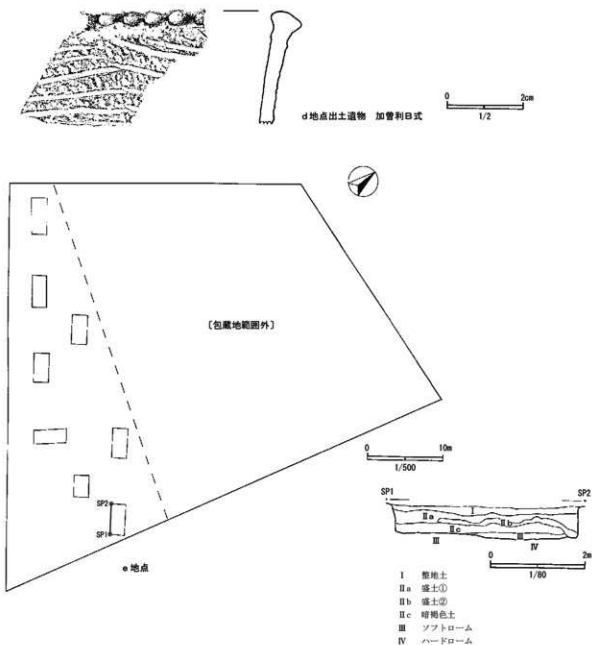 d地点出土遺物 加曽利B式
0 2cm
1/2
〔包蔵地範囲外〕
0 10m
1/500
SP2
SP1
e地点
SP1 SP2
I
Ⅱa
Ⅱb
Ⅱc
Ⅲ
Ⅲ
Ⅳ
0 2m
1/80
I 整地土
Ⅱa 盛土①
Ⅱb 盛土②
Ⅱc 暗褐色土
Ⅲ ソフトローム
Ⅳ ハードローム